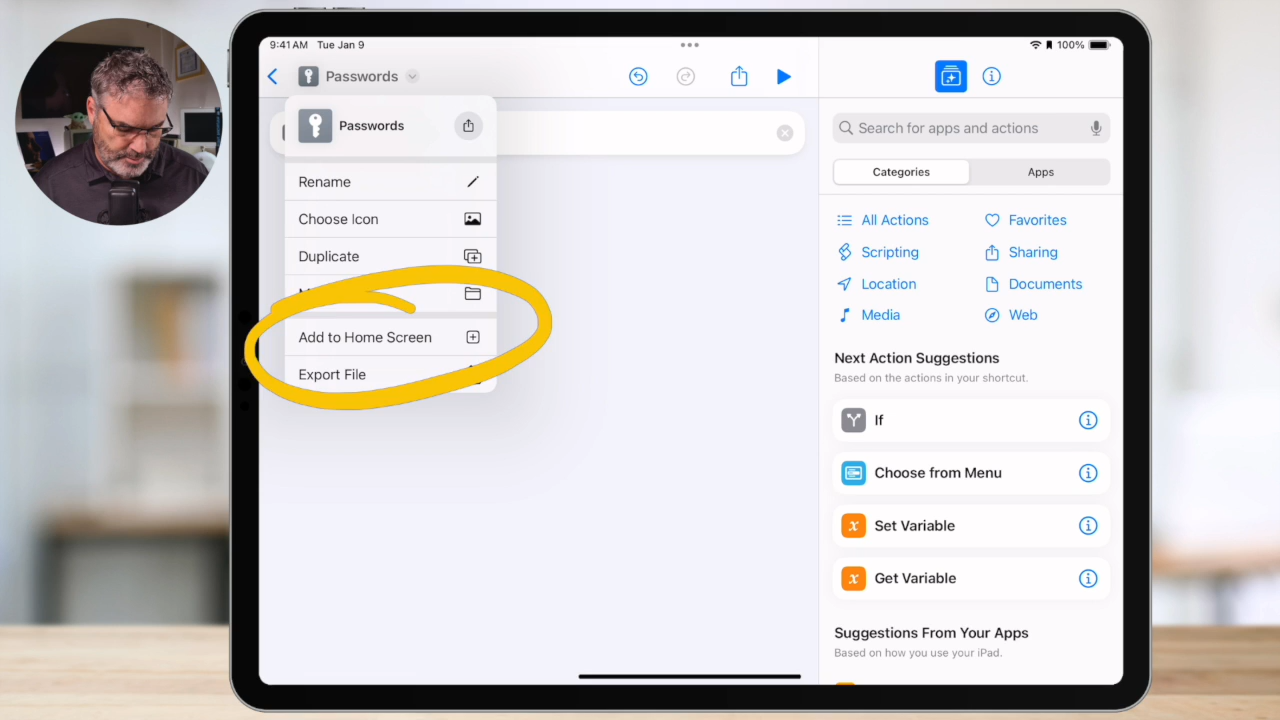 9:41 AM Tue Jan 9
100%
Passwords
Passwords
Rename
Choose Icon
Duplicate
Add to Home Screen
Export File
Search for apps and actions
Categories
Apps
All Actions
Favorites
Scripting
Sharing
Location
Documents
Media
Web
Next Action Suggestions
Based on the actions in your shortcut.
If
Choose from Menu
x
Set Variable
x
Get Variable
Suggestions From Your Apps
Based on how you use your iPad.